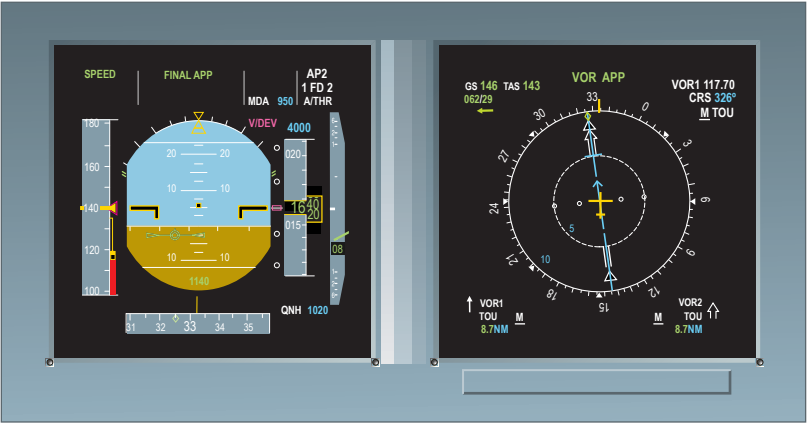 SPEED FINAL APP AP2
1 FD 2
MDA 950 A/THR
V/DEV 4000
180
160
140
120
100
20 20
10 10
10 10
1140
020
16 40
20
015
08
QNH 1020
31 32 33 34 35
GS 146 TAS 143 VOR APP VOR1 117.70
062/29 CRS 326°
M TOU
33
0
3
6
9
12
15
18
21
24
27
30
5
10
VOR1 VOR2
TOU M M TOU
8.7NM 8.7NM